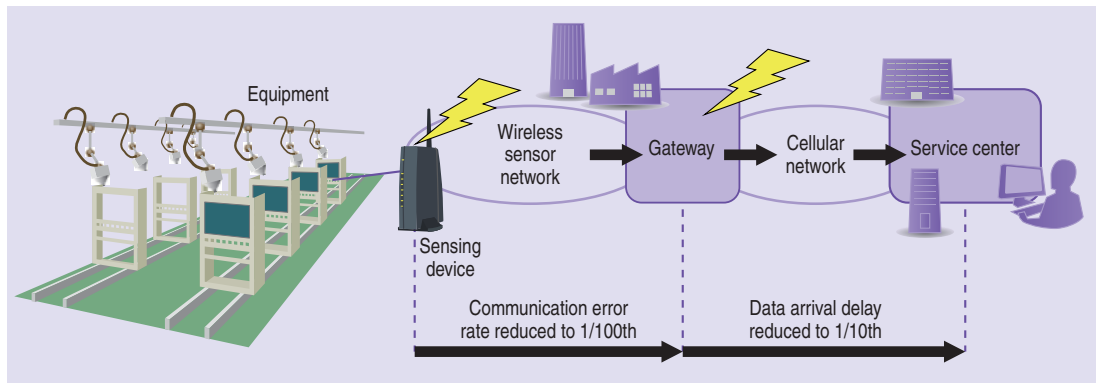 Equipment
Wireless
sensor
network
Gateway
Cellular
network
Service center
Sensing
device
Communication error
rate reduced to 1/100th
Data arrival delay
reduced to 1/10th